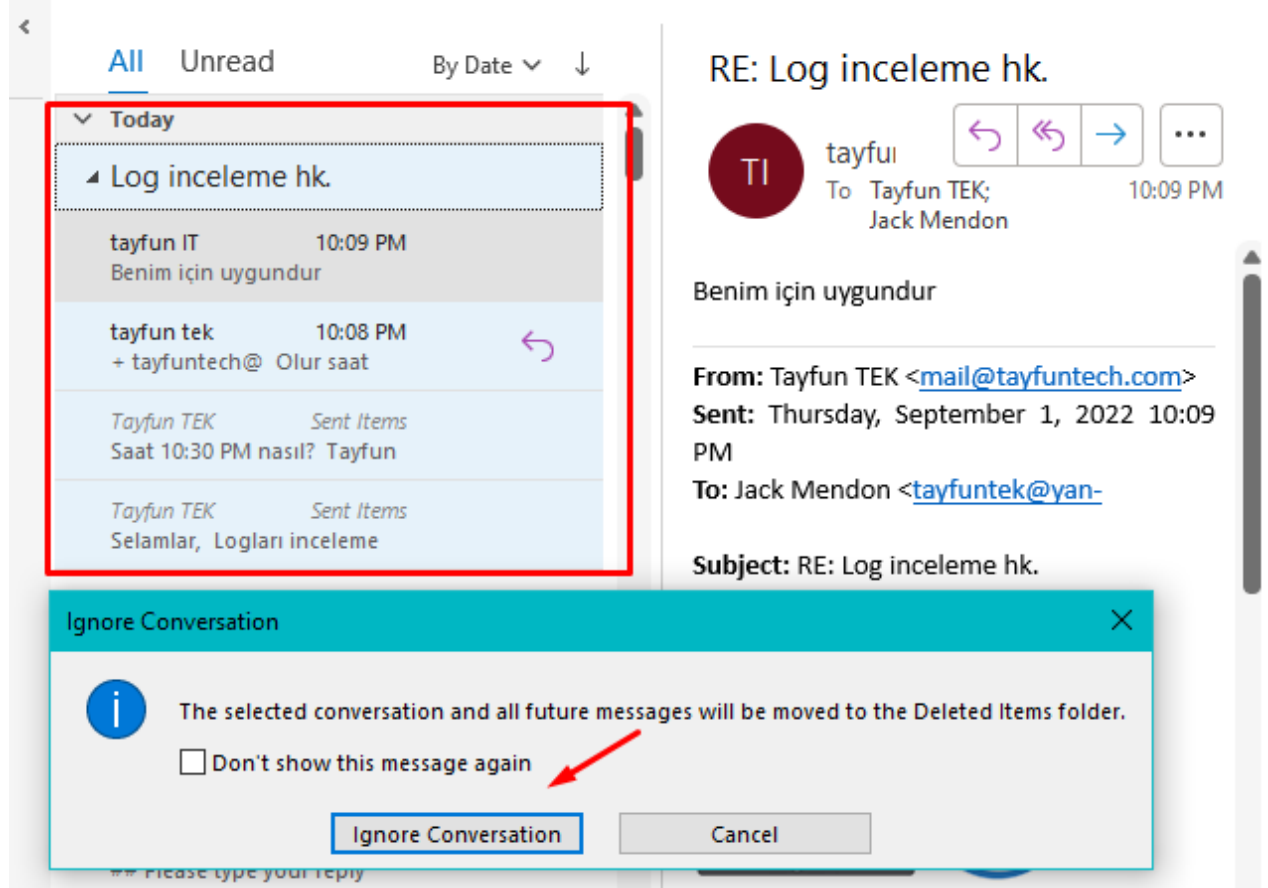 All Unread By Date
Today
Log inceleme hk.
tayfun IT 10:09 PM
Benim için uygundur
tayfun tek 10:08 PM
+ tayfuntech@ Olur saat
Tayfun TEK Sent Items
Saat 10:30 PM nasıl? Tayfun
Tayfun TEK Sent Items
Selamlar, Logları inceleme
RE: Log inceleme hk.
TI
tayfu
To Tayfun TEK; 10:09 PM
Jack Mendon
Benim için uygundur
From: Tayfun TEK <mail@tayfuntech.com>
Sent: Thursday, September 1, 2022 10:09
PM
To: Jack Mendon <tayfuntek@yan-
Subject: RE: Log inceleme hk.
Ignore Conversation
The selected conversation and all future messages will be moved to the Deleted Items folder.
Don't show this message again
Ignore Conversation Cancel
## Please type your reply